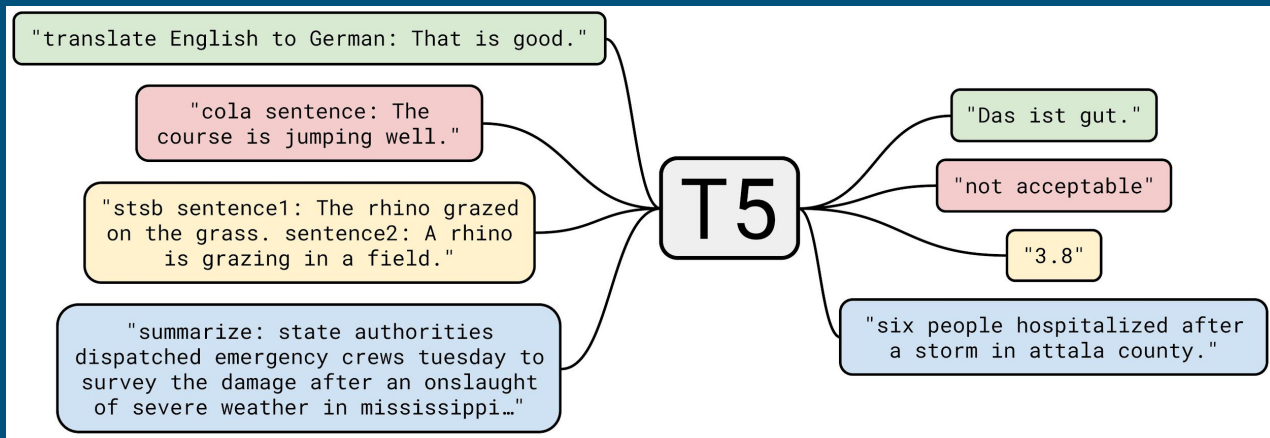 "translate English to German: That is good."
"cola sentence: The
course is jumping well."
"stsb sentence1: The rhino grazed
on the grass. sentence2: A rhino
is grazing in a field."
"summarize: state authorities
dispatched emergency crews tuesday to
survey the damage after an onslaught
of severe weather in mississippi…"
T5
"Das ist gut."
"not acceptable"
"3.8"
"six people hospitalized after
a storm in attala county."